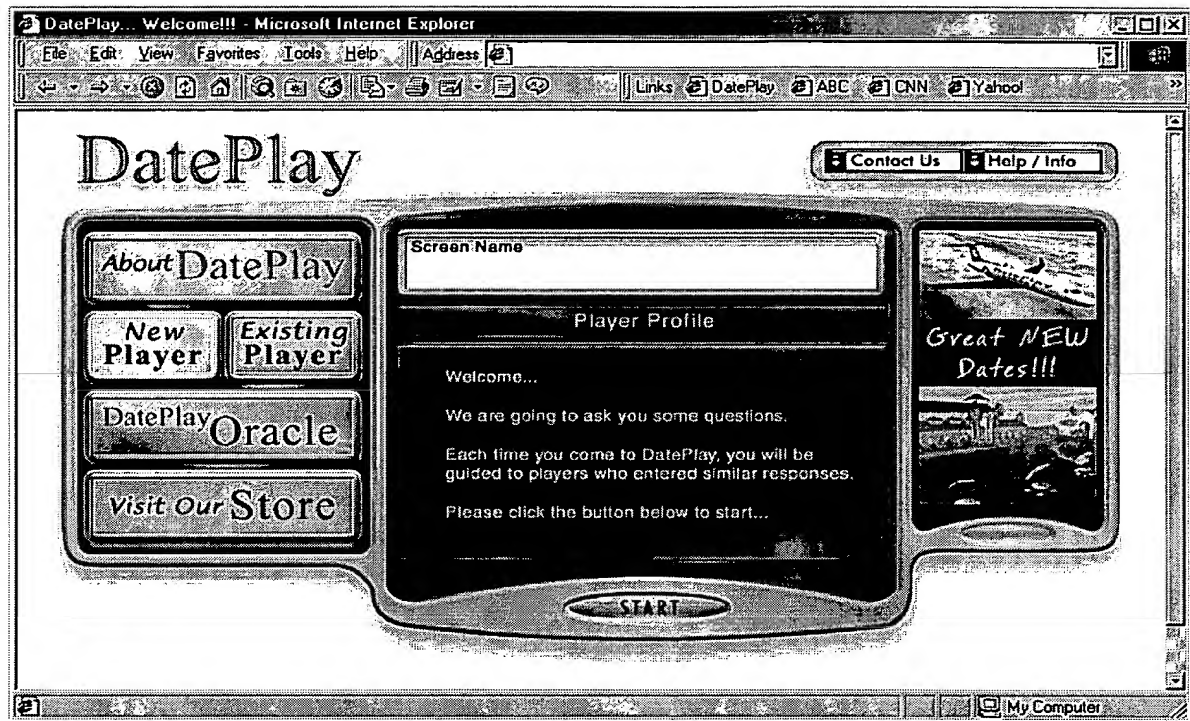 DatePlay... Welcome!!! - Microsoft Internet Explorer
File Edit View Favorites Tools Help Address
Links DatePlay ABC CNN Yahoo!
DatePlay
Contact Us Help / Info
About DatePlay
New Player
Existing Player
DatePlay Oracle
Visit Our Store
Screen Name
Player Profile
Welcome...
We are going to ask you some questions.
Each time you come to DatePlay, you will be
guided to players who entered similar responses.
Please click the button below to start...
START
Great NEW
Dates!!!
My Computer